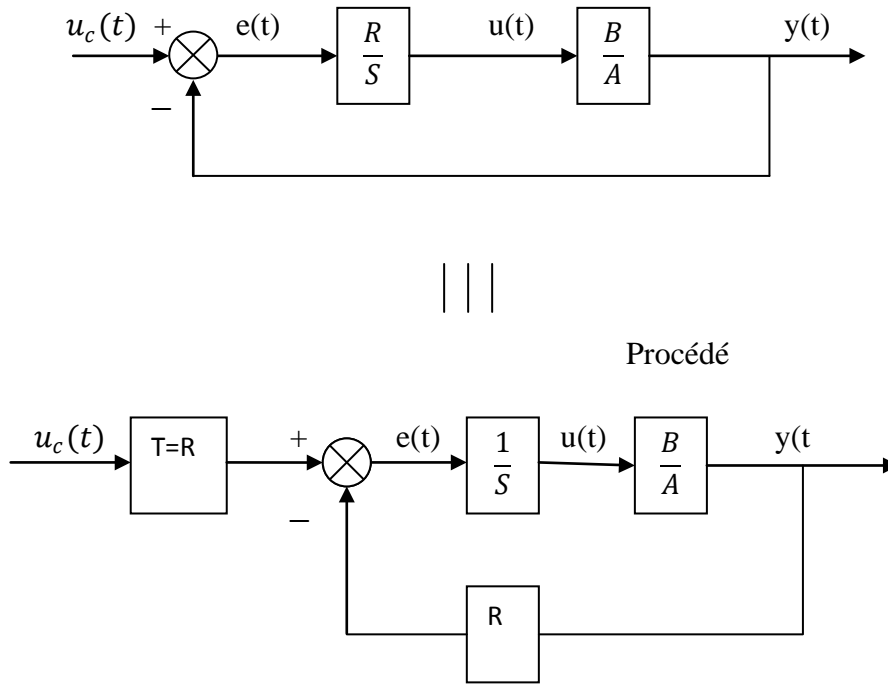 u_c(t) + e(t) R/S u(t) B/A y(t)
−
Procédé
u_c(t) T=R + e(t) 1/S u(t) B/A y(t
−
R